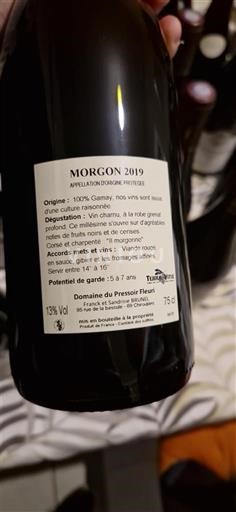 MORGON 2019
APPELLATION D'ORIGINE PROTEGEE
Origine : 100% Gamay, nos vins sont issus
d'une culture raisonnée
Dégustation : Vin charnu, à la robe grenat
profond. Ce millésime s'ouvre sur d'agréables
notes de fruits noirs et de cerises.
Corsé et charpenté : "Il morgonne"
Accords mets et vins : Viande rouge
en sauce, gibier et les fromages affinés
Servir entre 14° à 16°
Potentiel de garde : 5 à 7 ans
Domaine du Pressoir Fleuri
Franck et Sandrine BRUNEL
13% Vol
75 cl
mis en bouteille à la propriété
Produit de France - Contient des sulfites